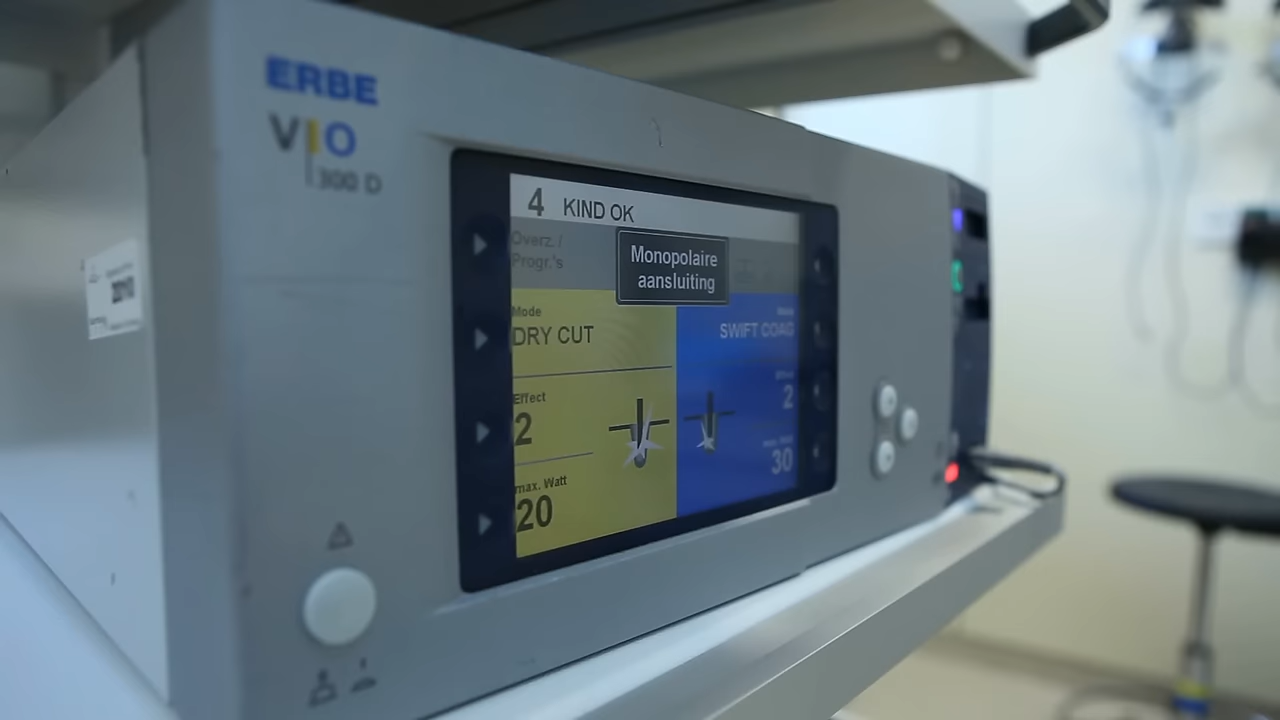 ERBE
VIO
300 D
4 KIND OK
Overz. /
Progr.'s
Monopolaire
aansluiting
Mode
DRY CUT
Effect
2
max. Watt
20
SWIFT COAG
2
30